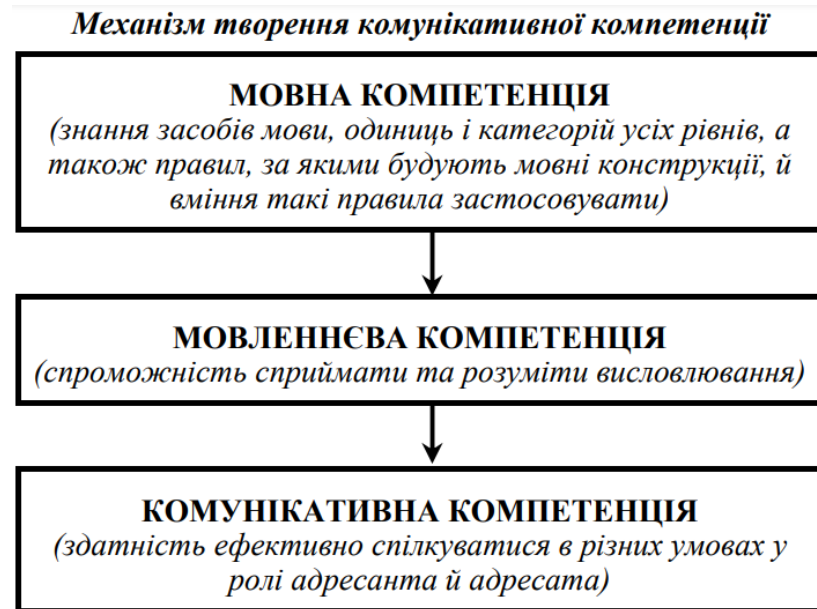 Механізм творення комунікативної компетенції
МОВНА КОМПЕТЕНЦІЯ
(знання засобів мови, одиниць і категорій усіх рівнів, а
також правил, за якими будують мовні конструкції, й
вміння такі правила застосовувати)
МОВЛЕННЄВА КОМПЕТЕНЦІЯ
(спроможність сприймати та розуміти висловлювання)
КОМУНІКАТИВНА КОМПЕТЕНЦІЯ
(здатність ефективно спілкуватися в різних умовах у
ролі адресанта й адресата)